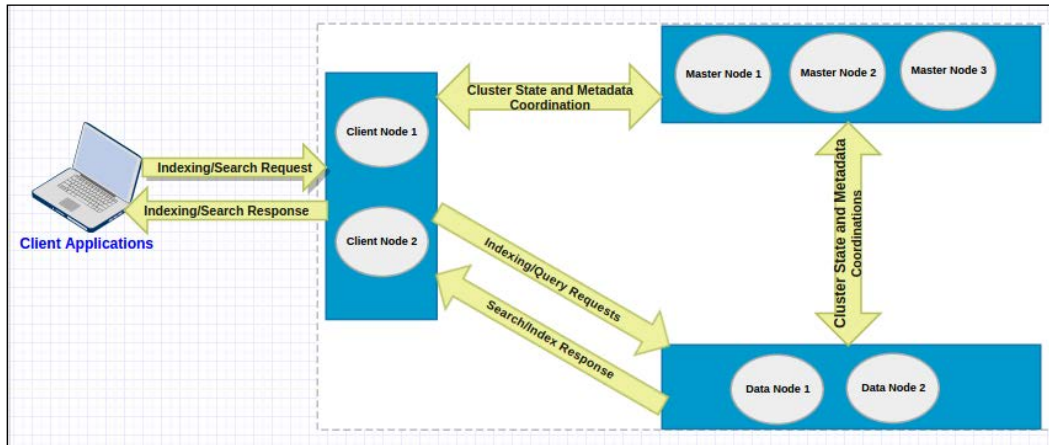 Master Node 1
Master Node 2
Master Node 3
Cluster State and Metadata
Coordination
Client Node 1
Indexing/Search Request
Indexing/Search Response
Client Applications
Client Node 2
Indexing/Query Requests
Search/Index Response
Cluster State and Metadata
Coordinations
Data Node 1
Data Node 2